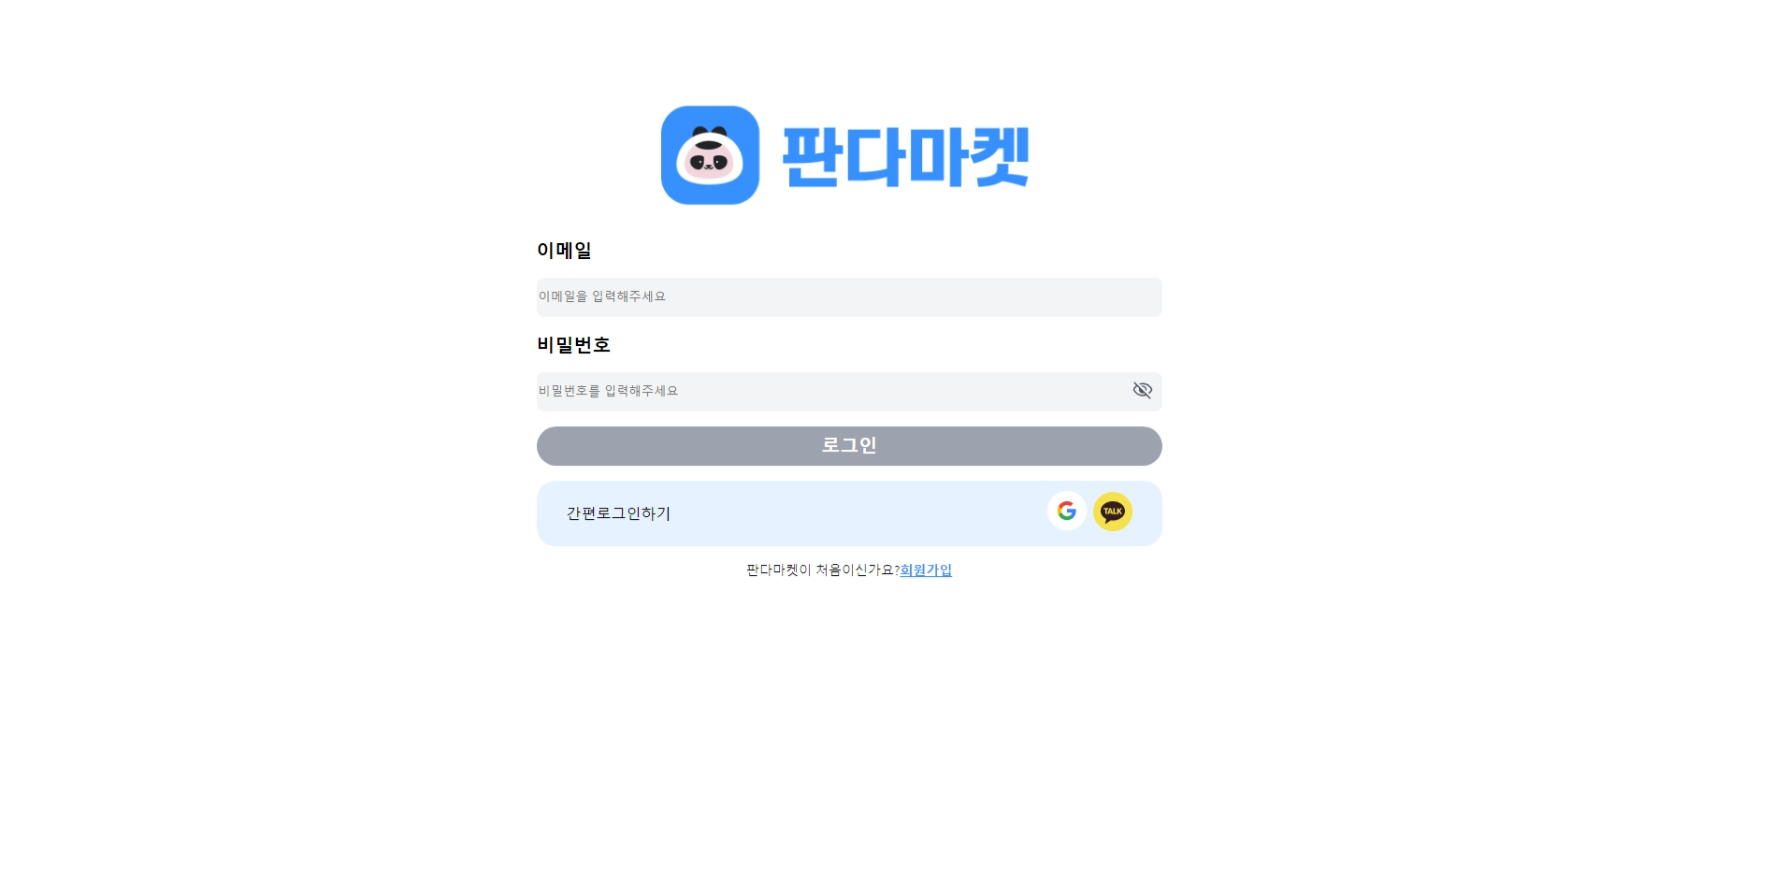 판다마켓
이메일
이메일을 입력해주세요
비밀번호
비밀번호를 입력해주세요
로그인
간편로그인하기
G
TALK
판다마켓이 처음이신가요?회원가입